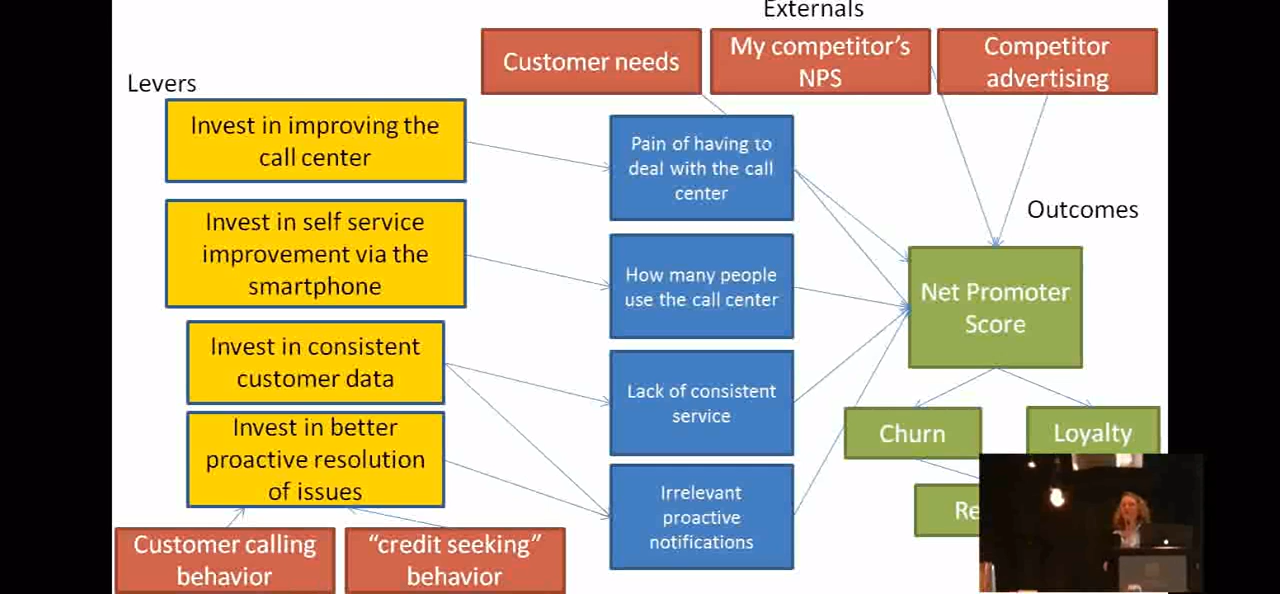 Externals
Customer needs
My competitor's
NPS
Competitor
advertising
Levers
Invest in improving the
call center
Pain of having to
deal with the call
center
Invest in self service
improvement via the
smartphone
Outcomes
How many people
use the call center
Net Promoter
Score
Invest in consistent
customer data
Lack of consistent
service
Invest in better
proactive resolution
of issues
Churn
Loyalty
Irrelevant
proactive
notifications
Re
Customer calling
behavior
“credit seeking”
behavior